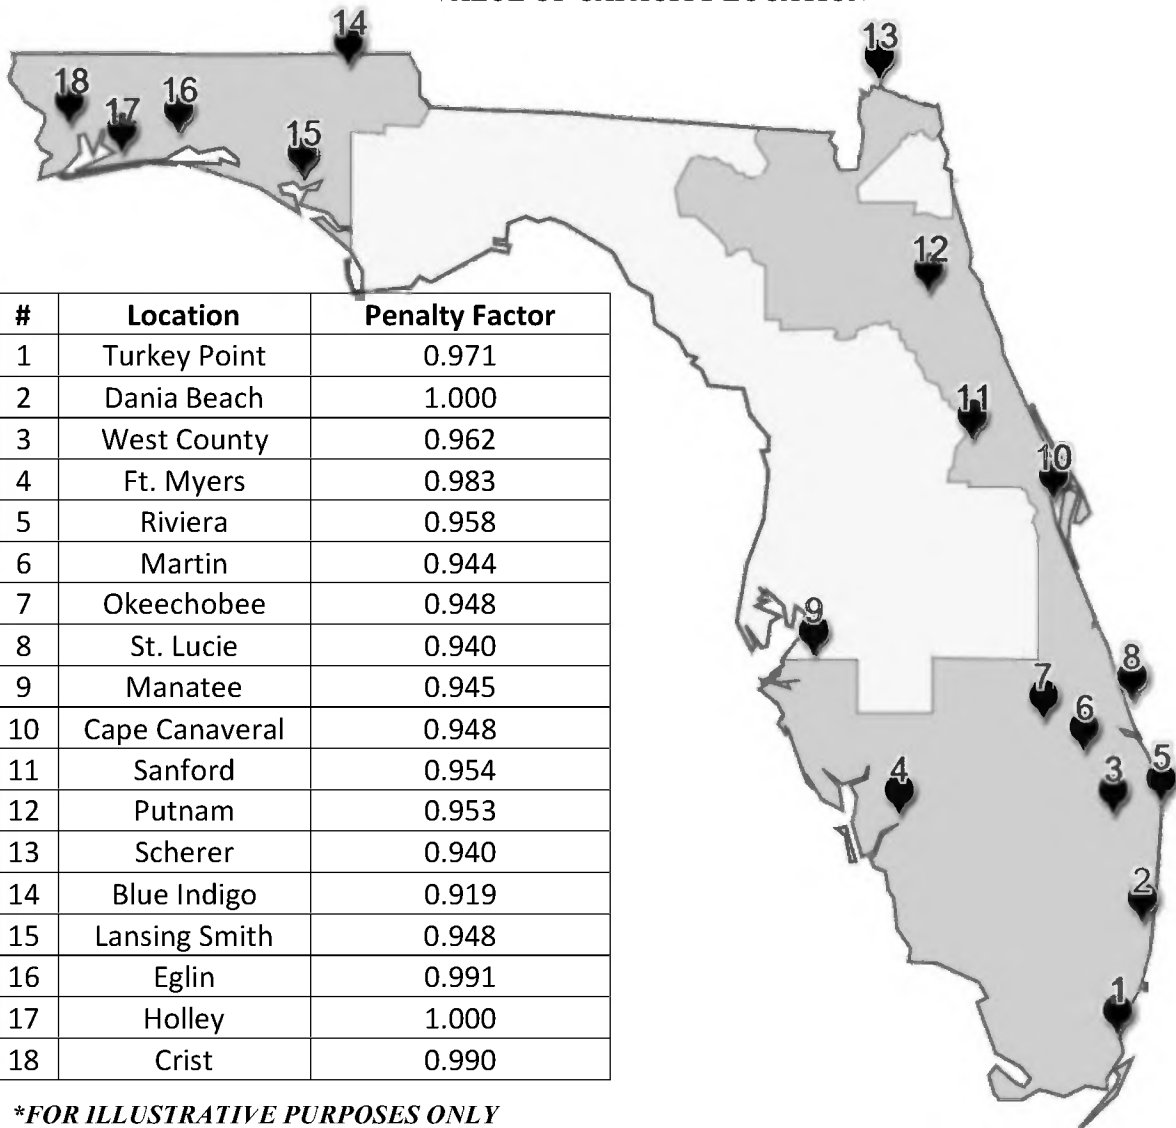 14
13
18
16
17
15
12
# Location Penalty Factor
1 Turkey Point 0.971
2 Dania Beach 1.000
3 West County 0.962
4 Ft. Myers 0.983
5 Riviera 0.958
6 Martin 0.944
7 Okeechobee 0.948
8 St. Lucie 0.940
9 Manatee 0.945
10 Cape Canaveral 0.948
11 Sanford 0.954
12 Putnam 0.953
13 Scherer 0.940
14 Blue Indigo 0.919
15 Lansing Smith 0.948
16 Eglin 0.991
17 Holley 1.000
18 Crist 0.990
11
10
9
8
7
6
5
4
3
2
1
*FOR ILLUSTRATIVE PURPOSES ONLY